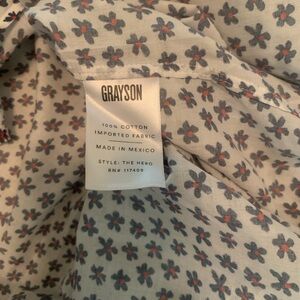 GRAYSON
100% COTTON
IMPORTED FABRIC
MADE IN MEXICO
STYLE: THE HERO
RN# 117409